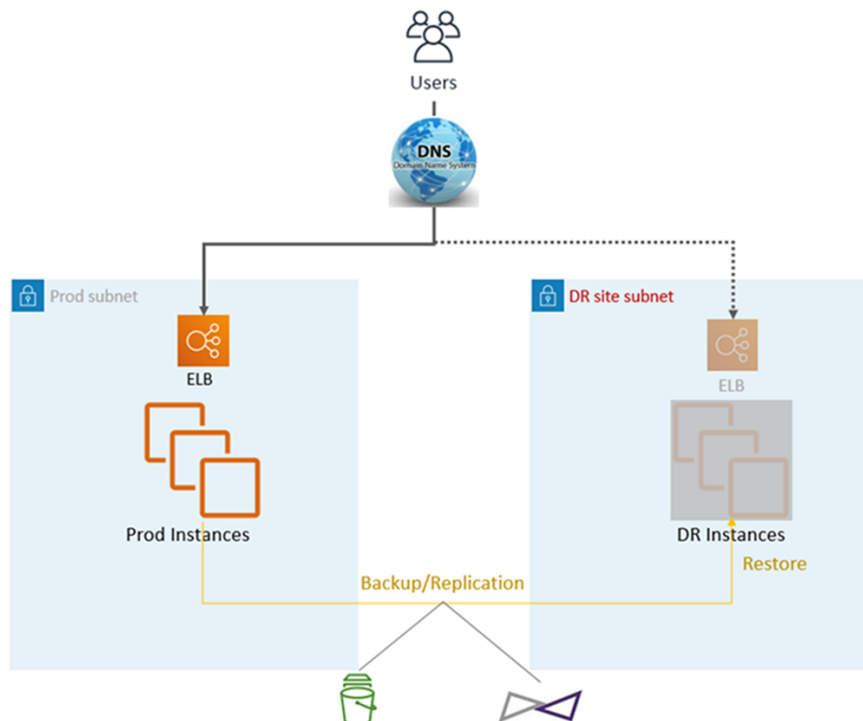 Users
DNS
Domain Name System
Prod subnet
DR site subnet
ELB
ELB
Prod Instances
DR Instances
Restore
Backup/Replication